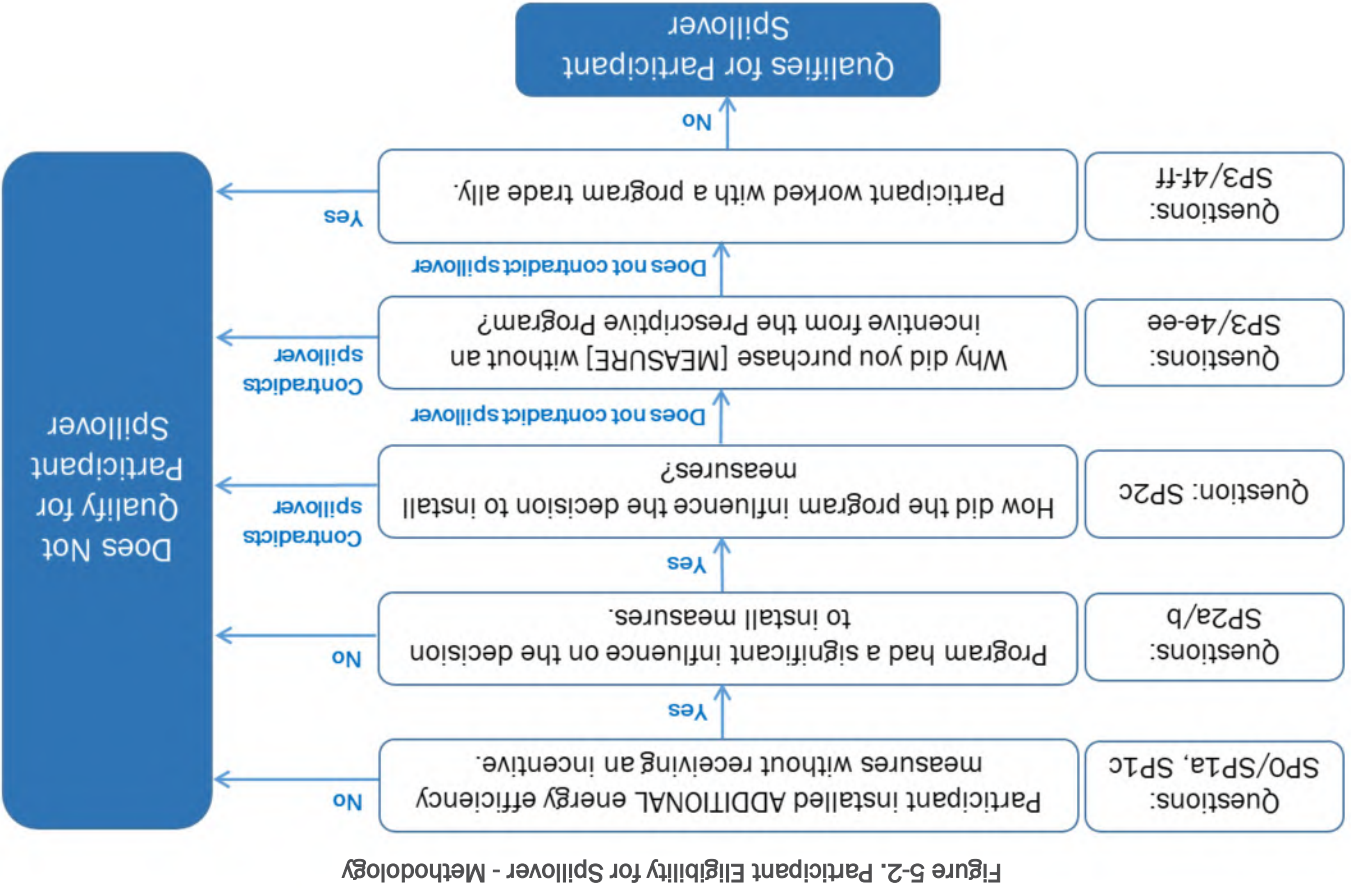 Figure 5-2. Participant Eligibility for Spillover - Methodology
Questions:
SP0/SP1a, SP1c
Participant installed ADDITIONAL energy efficiency
measures without receiving an incentive.
No
Yes
Questions:
SP2a/b
Program had a significant influence on the decision
to install measures.
No
Yes
Question: SP2c
How did the program influence the decision to install
measures?
Contradicts
spillover
Does not contradict spillover
Questions:
SP3/4e-ee
Why did you purchase [MEASURE] without an
incentive from the Prescriptive Program?
Contradicts
spillover
Does not contradict spillover
Questions:
SP3/4f-ff
Participant worked with a program trade ally.
Yes
No
Does Not
Qualify for
Participant
Spillover
Qualifies for Participant
Spillover